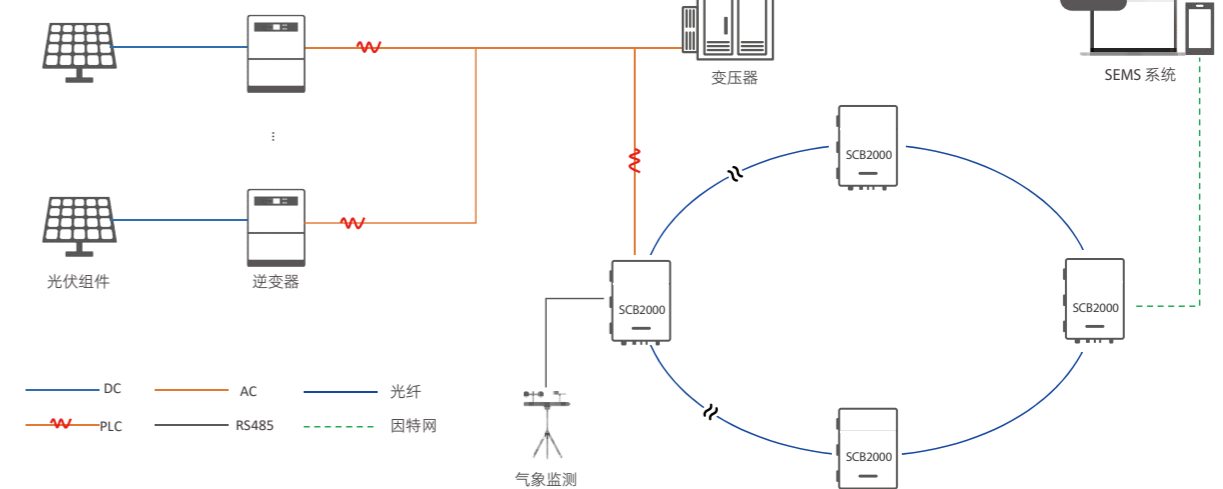 变压器
SEMS 系统
SCB2000
光伏组件
逆变器
SCB2000
SCB2000
DC
AC
光纤
PLC
RS485
因特网
SCB2000
气象监测